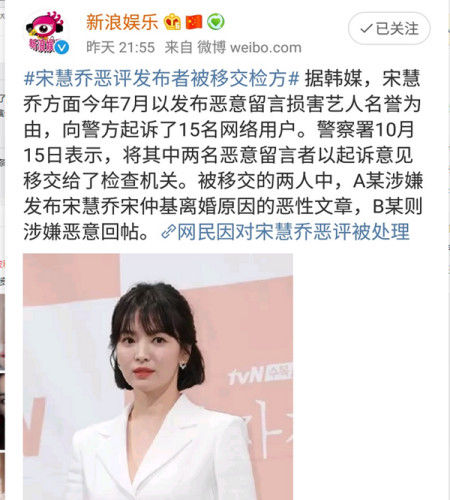 新浪娱乐
已关注
昨天 21:55 来自 微博 weibo.com
#宋慧乔恶评发布者被移交检方# 据韩媒，宋慧
乔方面今年7月以发布恶意留言损害艺人名誉为
由，向警方起诉了15名网络用户。警察署10月
15日表示，将其中两名恶意留言者以起诉意见
移交给了检查机关。被移交的两人中，A某涉嫌
发布宋慧乔宋仲基离婚原因的恶性文章，B某则
涉嫌恶意回帖。网民因对宋慧乔恶评被处理
tvN